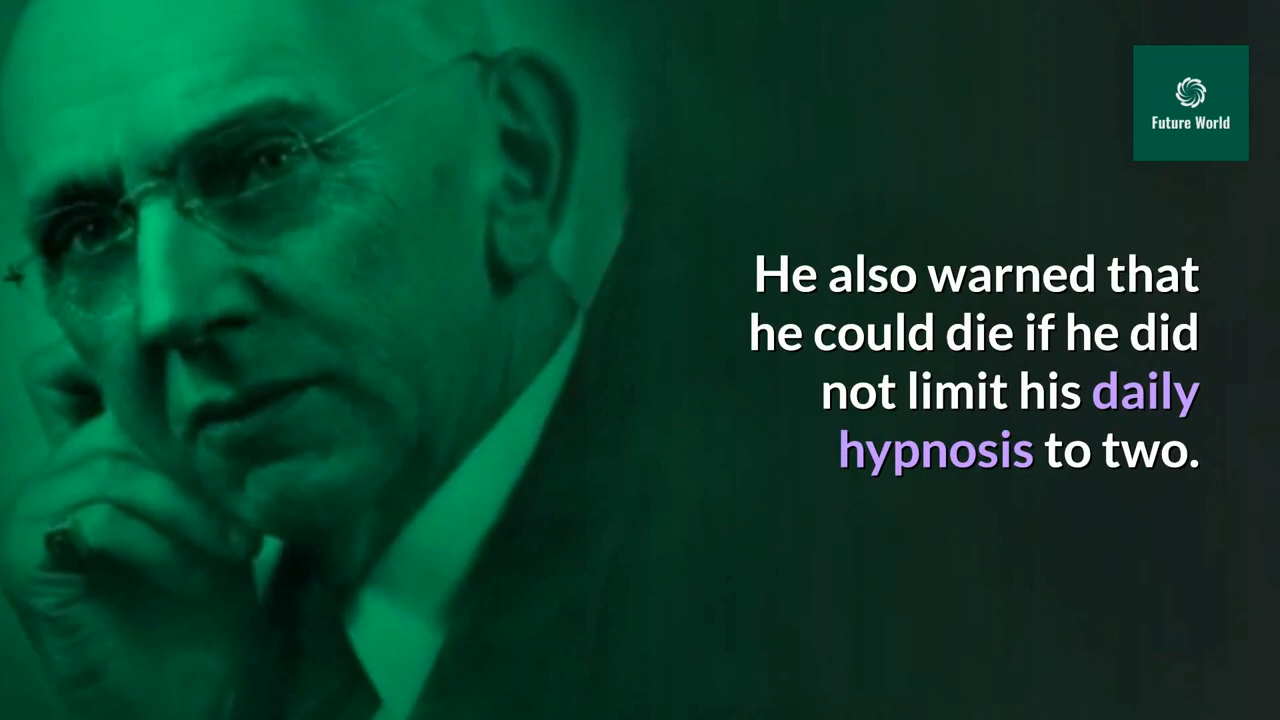 Future World
He also warned that
he could die if he did
not limit his daily
hypnosis to two.